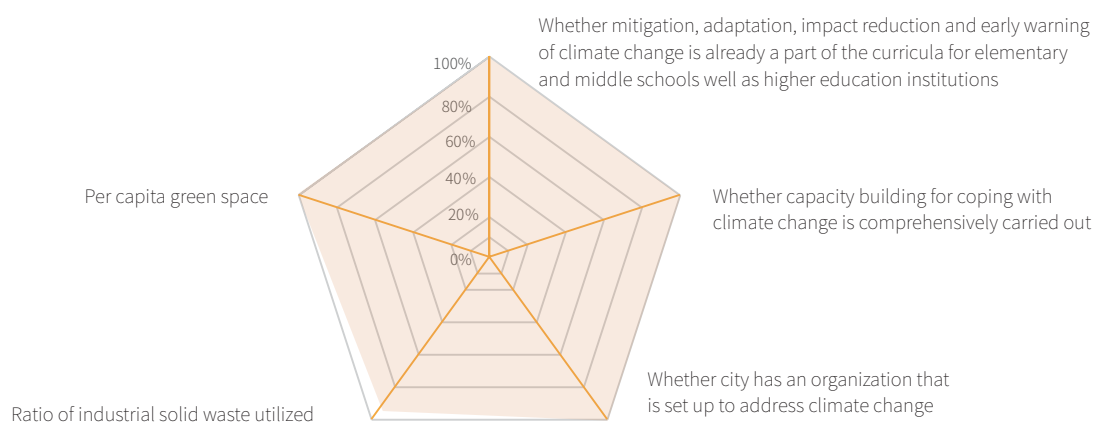 Whether mitigation, adaptation, impact reduction and early warning
of climate change is already a part of the curricula for elementary
and middle schools well as higher education institutions
100%
80%
60%
40%
20%
0%
Per capita green space
Whether capacity building for coping with
climate change is comprehensively carried out
Whether city has an organization that
is set up to address climate change
Ratio of industrial solid waste utilized